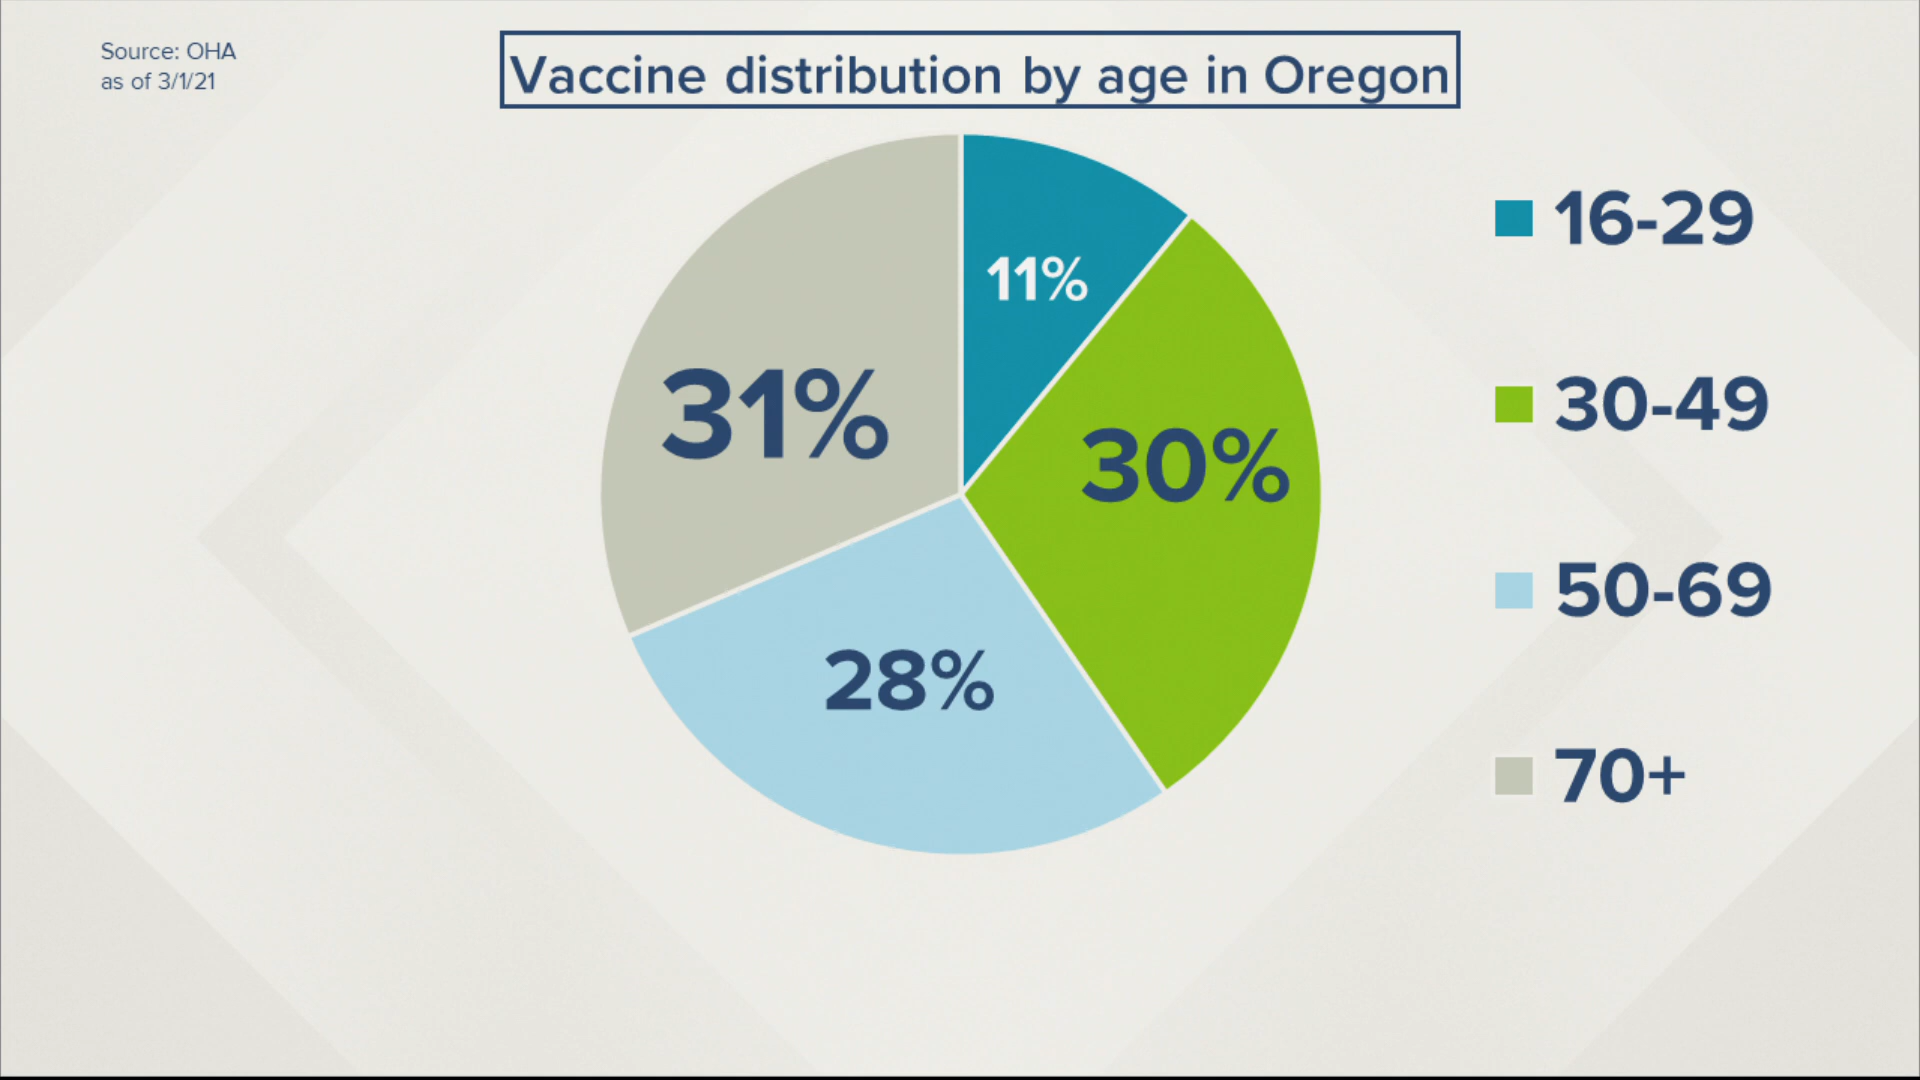 Source: OHA
as of 3/1/21
Vaccine distribution by age in Oregon
11%
30%
28%
31%
16-29
30-49
50-69
70+